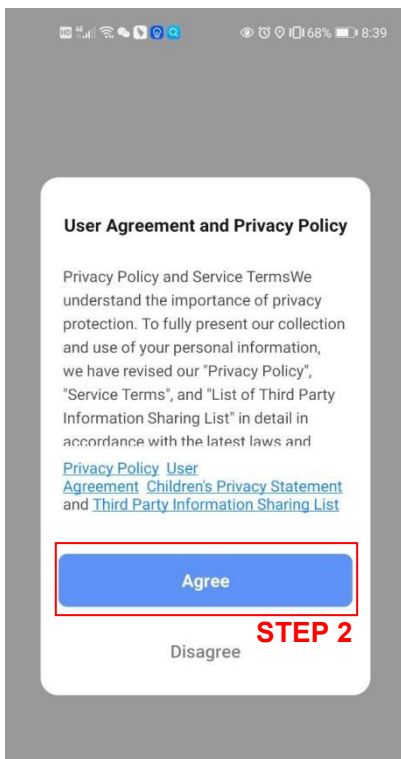 HD 4G 68% 8:39
User Agreement and Privacy Policy
Privacy Policy and Service TermsWe
understand the importance of privacy
protection. To fully present our collection
and use of your personal information,
we have revised our "Privacy Policy",
"Service Terms", and "List of Third Party
Information Sharing List" in detail in
accordance with the latest laws and
Privacy Policy User
Agreement Children's Privacy Statement
and Third Party Information Sharing List
Agree
STEP 2
Disagree